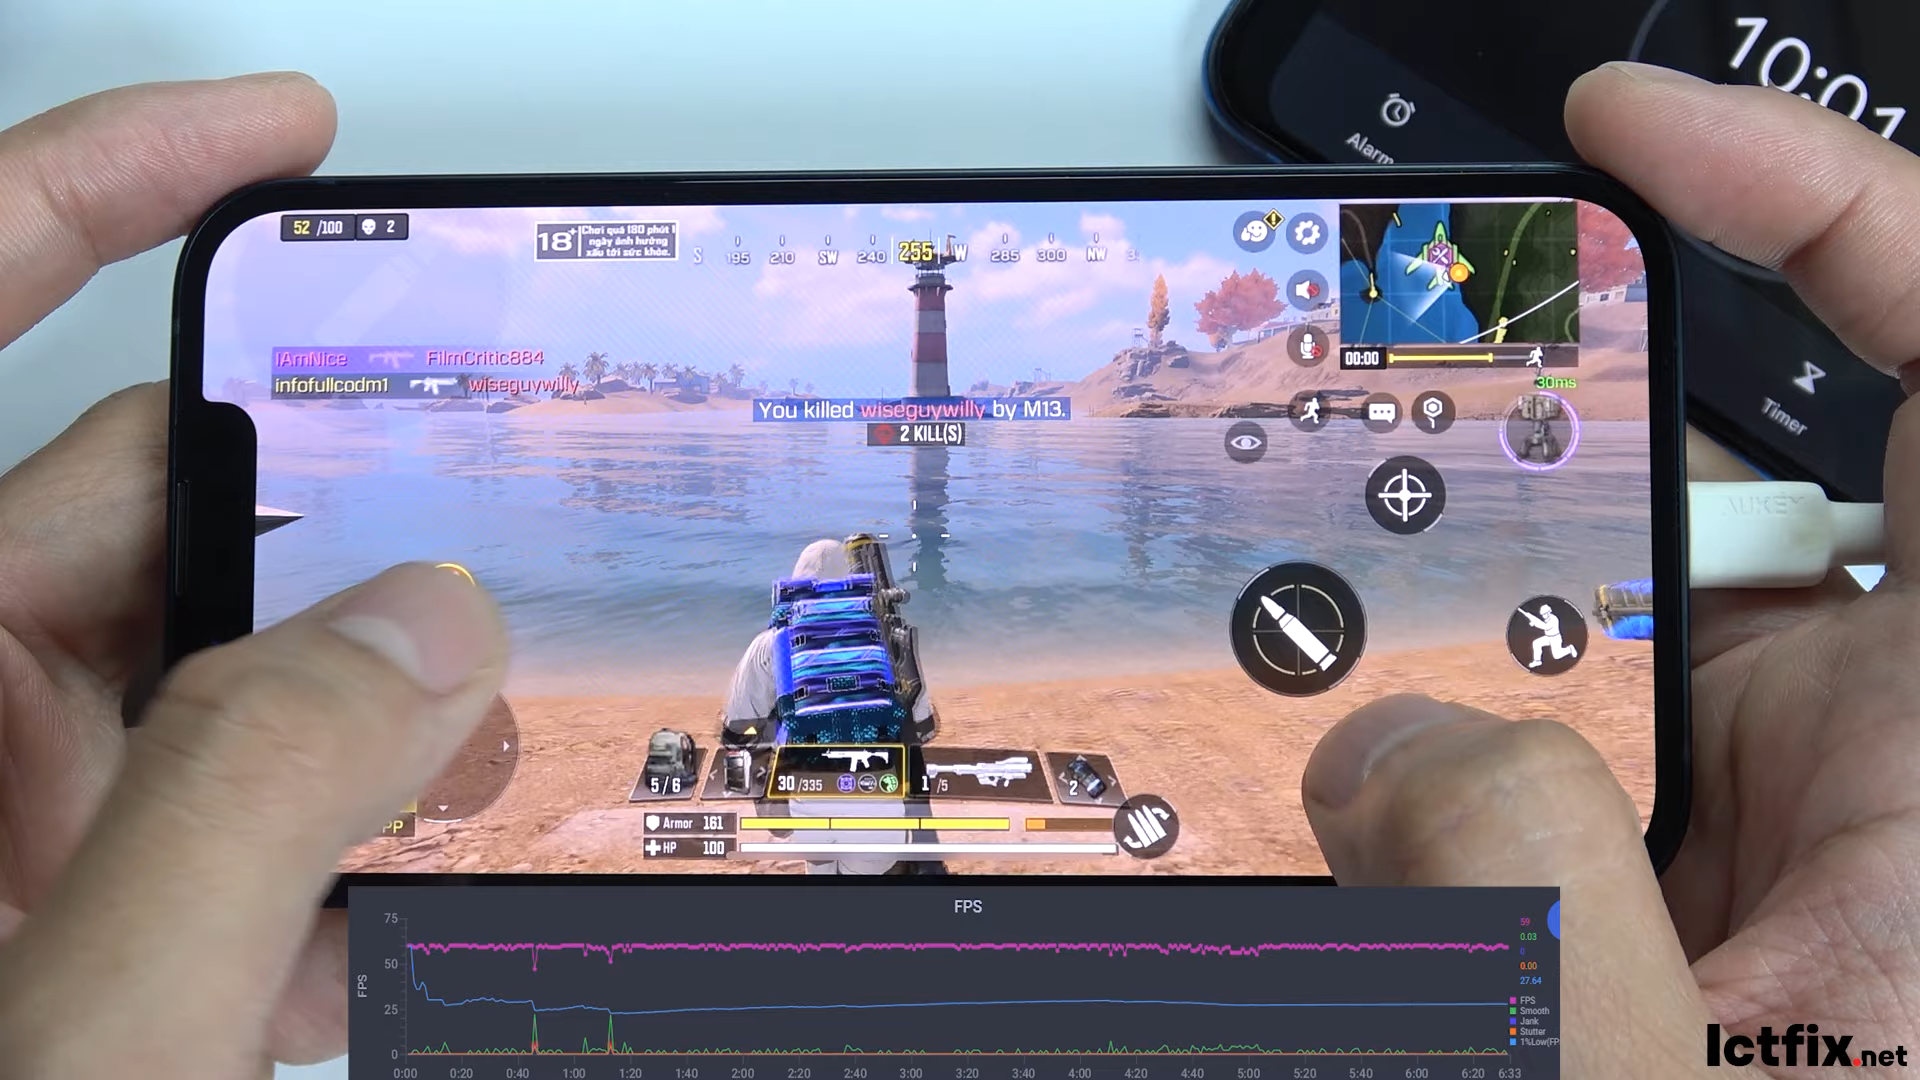 10:01
Alarm
Timer
AUKEY
52 /100 2
18+ Chơi quá 180 phút 1
ngày ảnh hưởng
xấu tới sức khỏe.
S 195 210 SW 240 255 W 285 300 NW
IAmNice FilmCritic884
infofullcodm1 wiseguywilly
You killed wiseguywilly by M13.
2 KILL(S)
00:00
30ms
5 / 6
30 /335
1 /5
2
Armor 161
HP 100
FPS
75
50
25
0
FPS
0:00 0:20 0:40 1:00 1:20 1:40 2:00 2:20 2:40 3:00 3:20 3:40 4:00 4:20 4:40 5:00 5:20 5:40 6:00 6:20 6:33
59
0.03
0.00
27.64
FPS
Smooth
Jank
Stutter
1%Low(FP
Ictfix.net